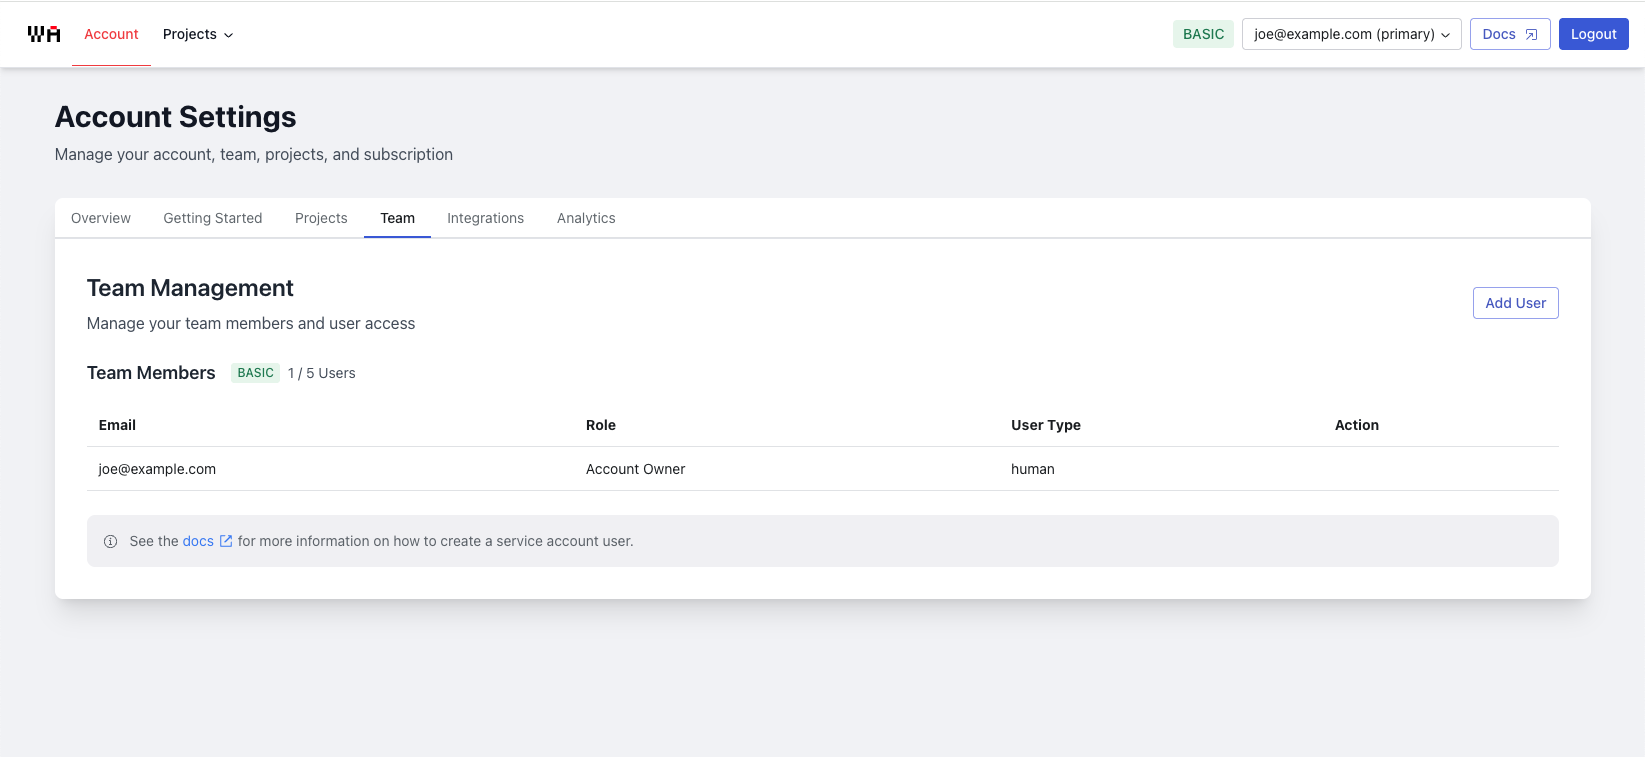 WA Account Projects BASIC joe@example.com (primary) Docs Logout
Account Settings
Manage your account, team, projects, and subscription
Overview Getting Started Projects Team Integrations Analytics
Team Management
Add User
Manage your team members and user access
Team Members BASIC 1 / 5 Users
Email Role User Type Action
joe@example.com Account Owner human
See the docs for more information on how to create a service account user.